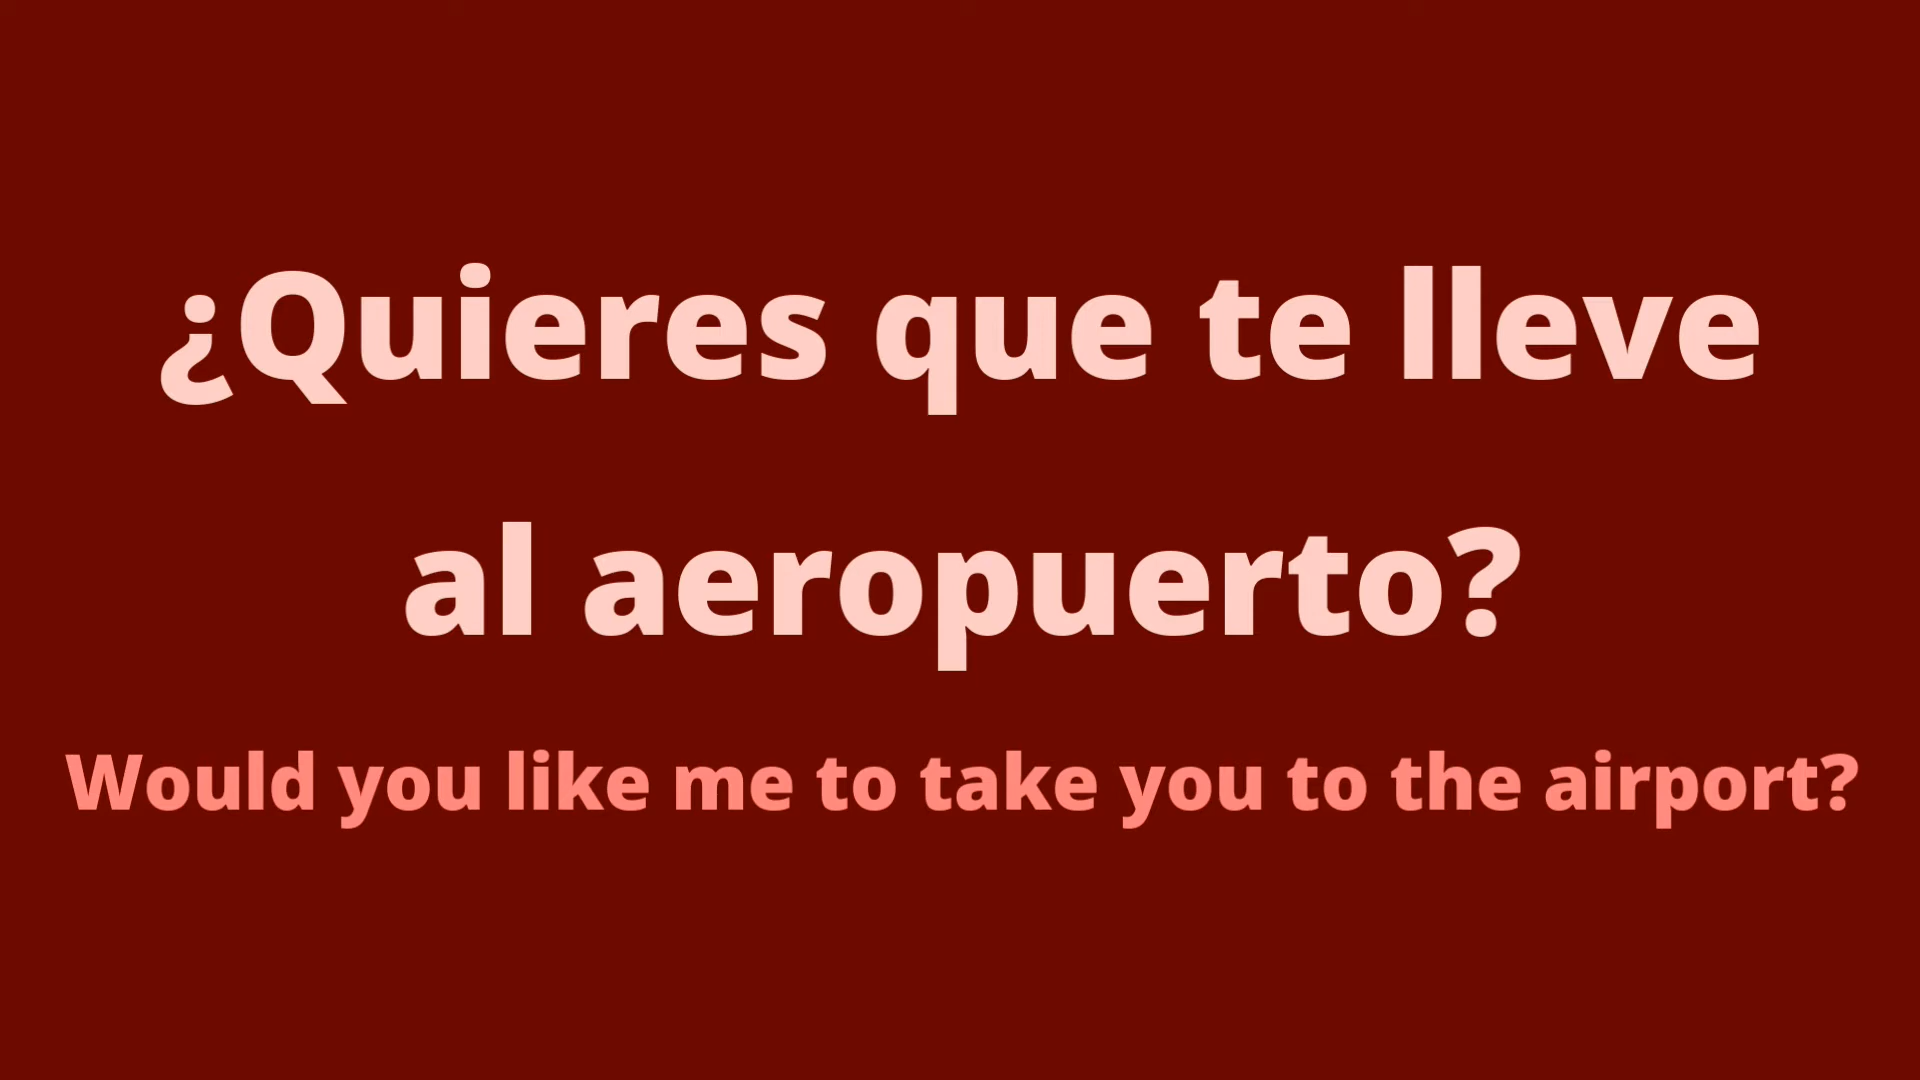 ¿Quieres que te lleve
al aeropuerto?
Would you like me to take you to the airport?